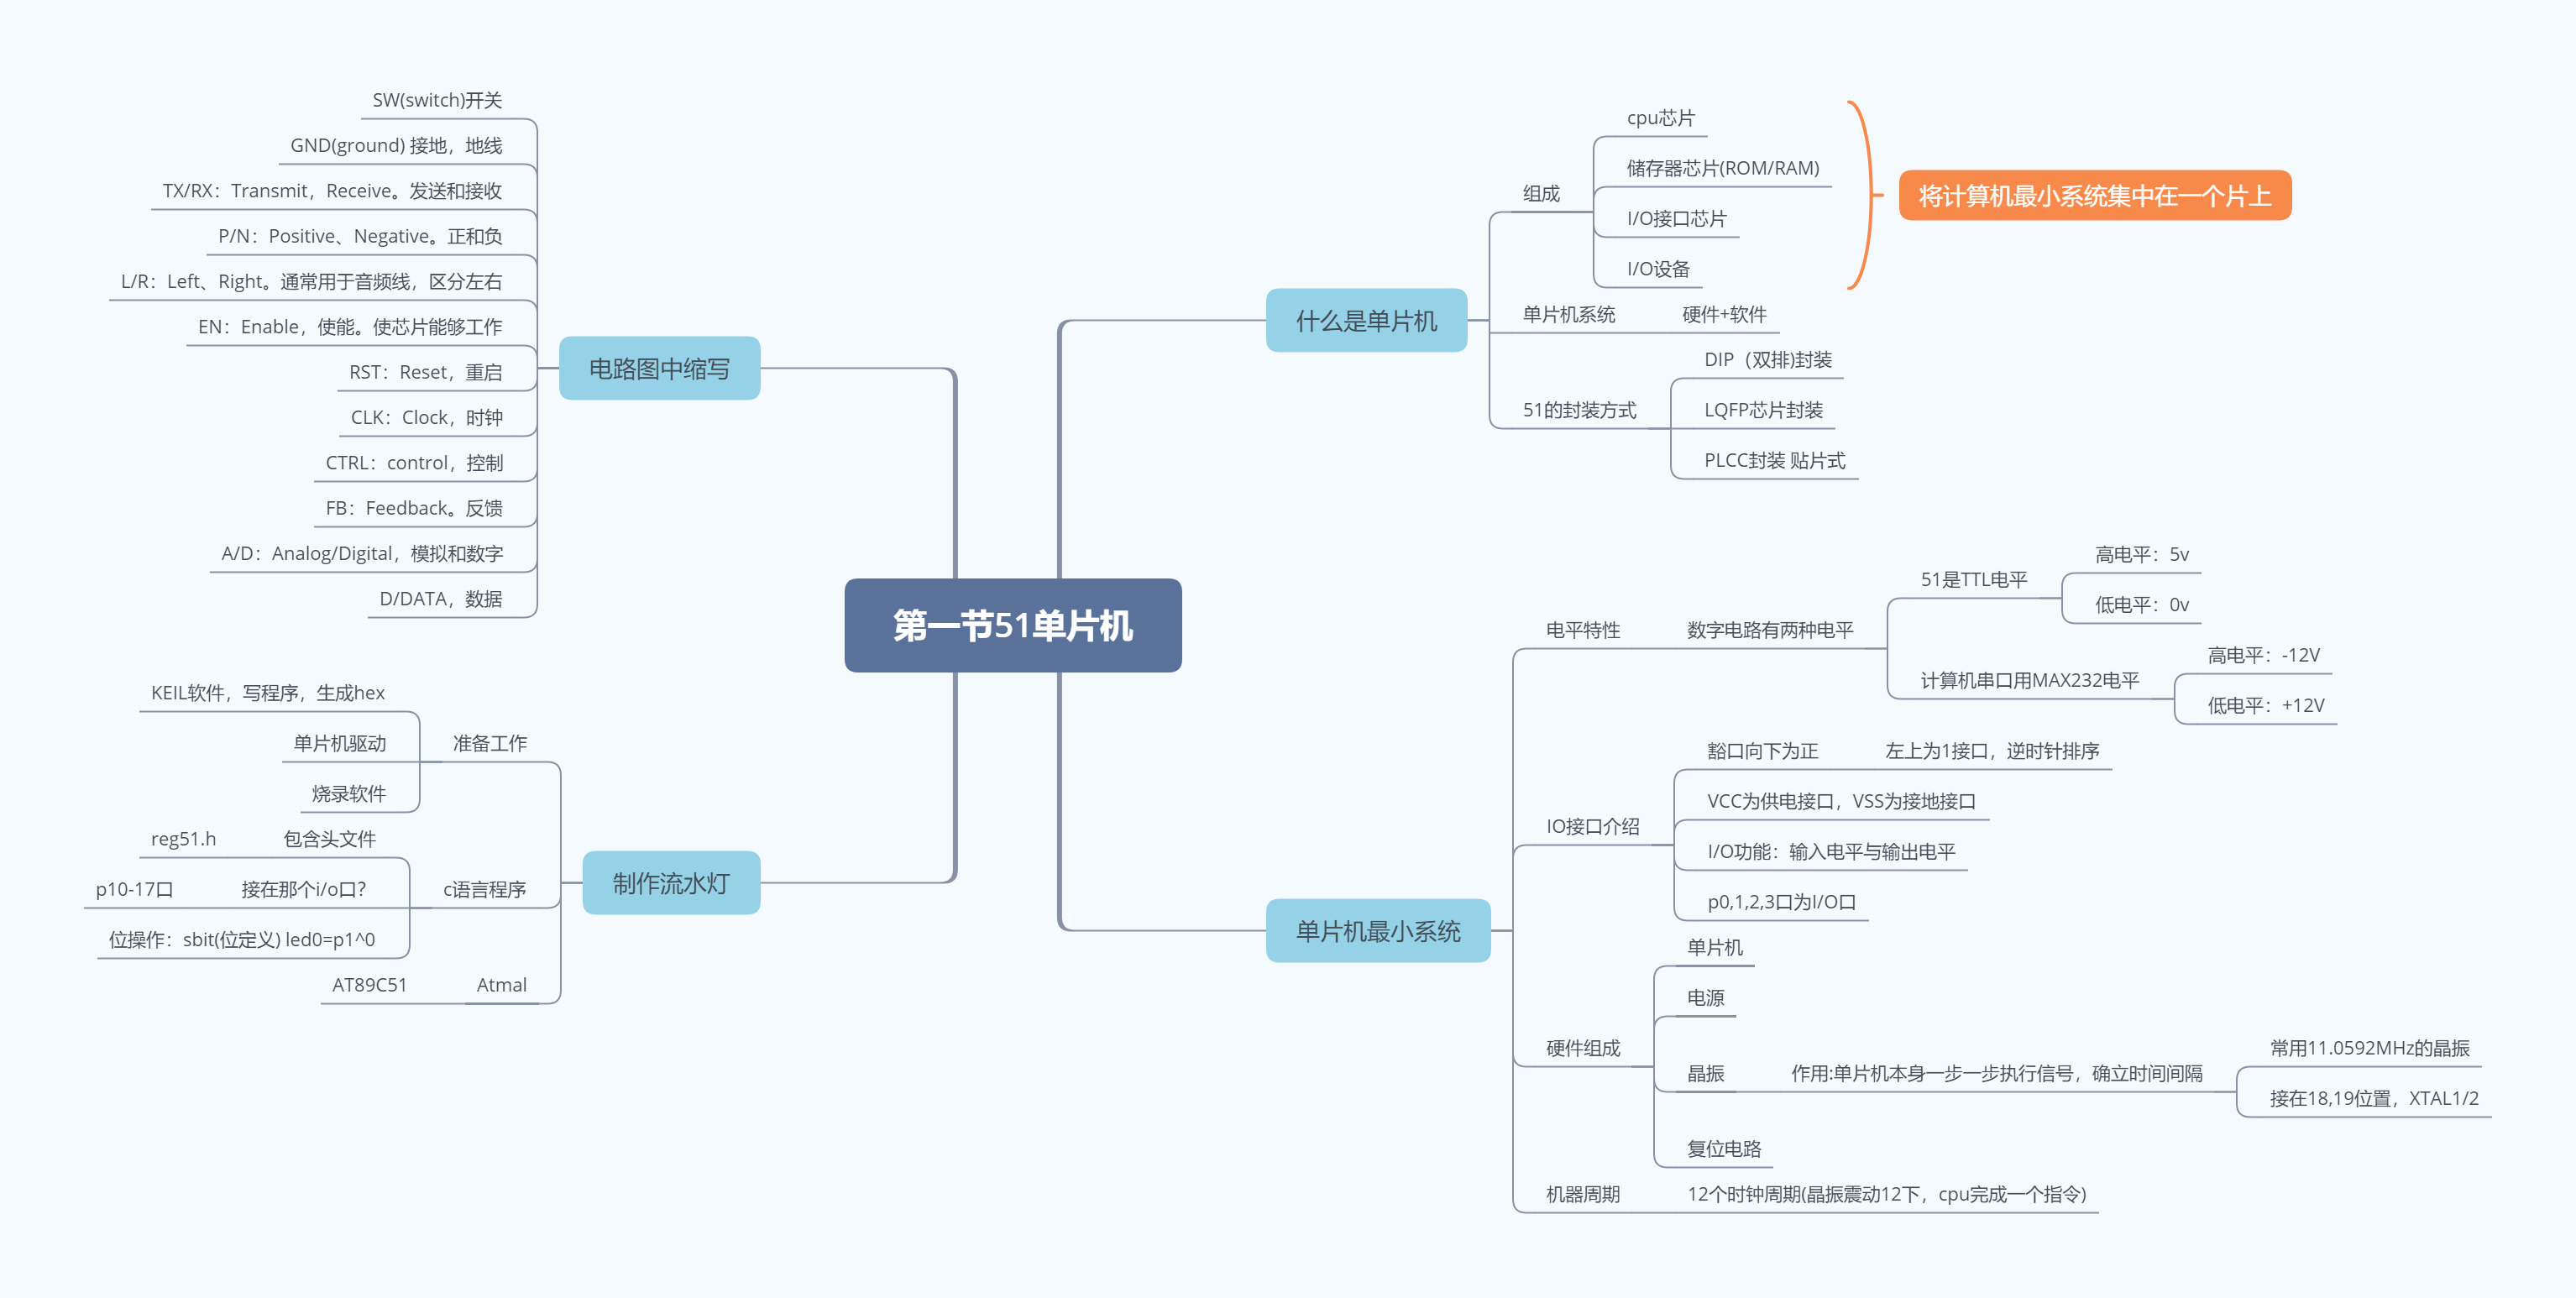 第一节51单片机
什么是单片机
组成
cpu芯片
储存器芯片(ROM/RAM)
I/O接口芯片
I/O设备
将计算机最小系统集中在一个片上
单片机系统
硬件+软件
51的封装方式
DIP（双排)封装
LQFP芯片封装
PLCC封装 贴片式
单片机最小系统
电平特性
数字电路有两种电平
51是TTL电平
高电平：5v
低电平：0v
计算机串口用MAX232电平
高电平：-12V
低电平：+12V
IO接口介绍
豁口向下为正
左上为1接口，逆时针排序
VCC为供电接口，VSS为接地接口
I/O功能：输入电平与输出电平
p0,1,2,3口为I/O口
硬件组成
单片机
电源
晶振
作用:单片机本身一步一步执行信号，确立时间间隔
常用11.0592MHz的晶振
接在18,19位置，XTAL1/2
复位电路
机器周期
12个时钟周期(晶振震动12下，cpu完成一个指令)
电路图中缩写
SW(switch)开关
GND(ground) 接地，地线
TX/RX：Transmit，Receive。发送和接收
P/N：Positive、Negative。正和负
L/R：Left、Right。通常用于音频线，区分左右
EN：Enable，使能。使芯片能够工作
RST：Reset，重启
CLK：Clock，时钟
CTRL：control，控制
FB：Feedback。反馈
A/D：Analog/Digital，模拟和数字
D/DATA，数据
制作流水灯
准备工作
KEIL软件，写程序，生成hex
单片机驱动
烧录软件
c语言程序
包含头文件
reg51.h
接在那个i/o口？
p10-17口
位操作：sbit(位定义) led0=p1^0
Atmal
AT89C51